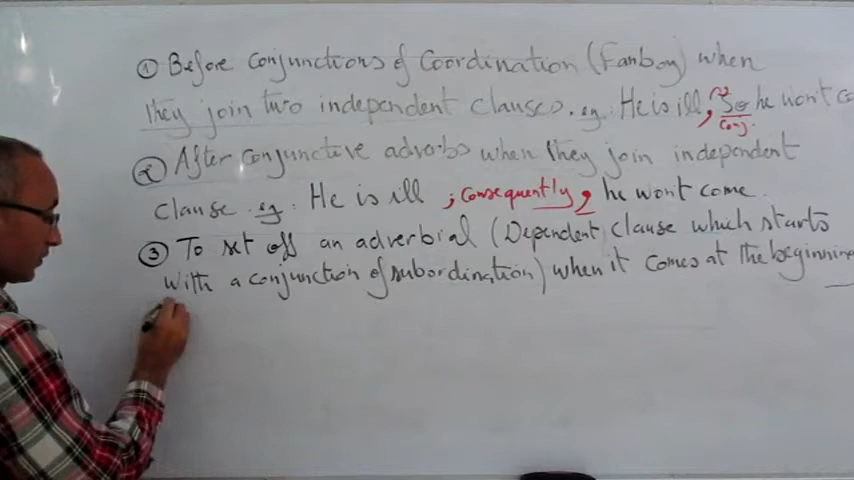 ① Before conjunctions of Coordination (Fanboy) when
they join two independent clauses. eg: He is ill, So he won't co
Conj.
② After conjunctive adverbs when they join independent
clause. eg: He is ill ; consequently, he wont come.
③ To set off an adverbial (Dependent clause which starts
with a conjunction of subordination) when it comes at the beginning